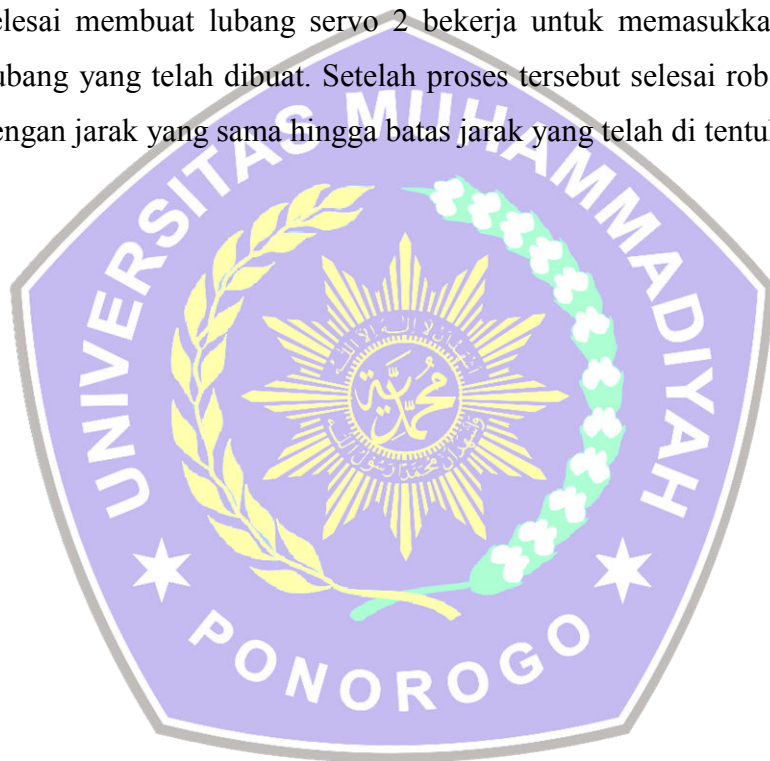 elesai membuat lubang servo 2 bekerja untuk memasukka
ubang yang telah dibuat. Setelah proses tersebut selesai rob
engan jarak yang sama hingga batas jarak yang telah di tentu
UNIVERSITAS MUHAMMADIYAH
محمدية
PONOROGO